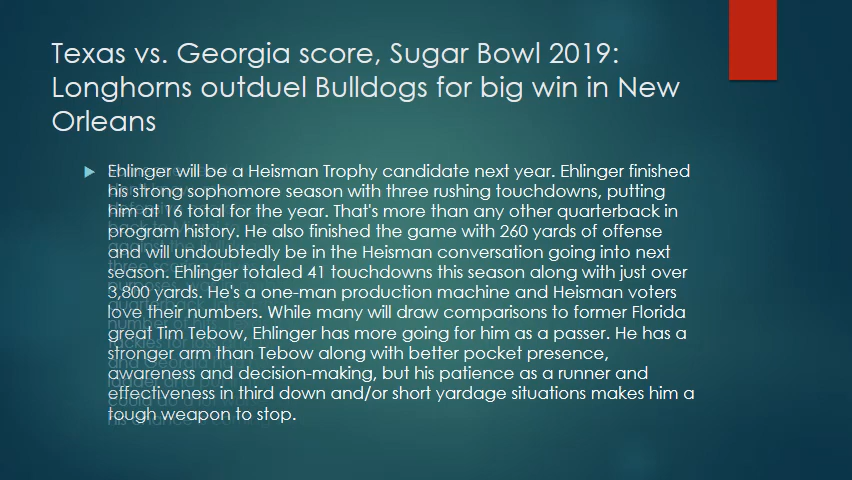 Texas vs. Georgia score, Sugar Bowl 2019:
Longhorns outduel Bulldogs for big win in New
Orleans
Ehlinger will be a Heisman Trophy candidate next year. Ehlinger finished
his strong sophomore season with three rushing touchdowns, putting
him at 16 total for the year. That's more than any other quarterback in
program history. He also finished the game with 260 yards of offense
and will undoubtedly be in the Heisman conversation going into next
season. Ehlinger totaled 41 touchdowns this season along with just over
3,800 yards. He's a one-man production machine and Heisman voters
love their numbers. While many will draw comparisons to former Florida
great Tim Tebow, Ehlinger has more going for him as a passer. He has a
stronger arm than Tebow along with better pocket presence,
awareness and decision-making, but his patience as a runner and
effectiveness in third down and/or short yardage situations makes him a
tough weapon to stop.